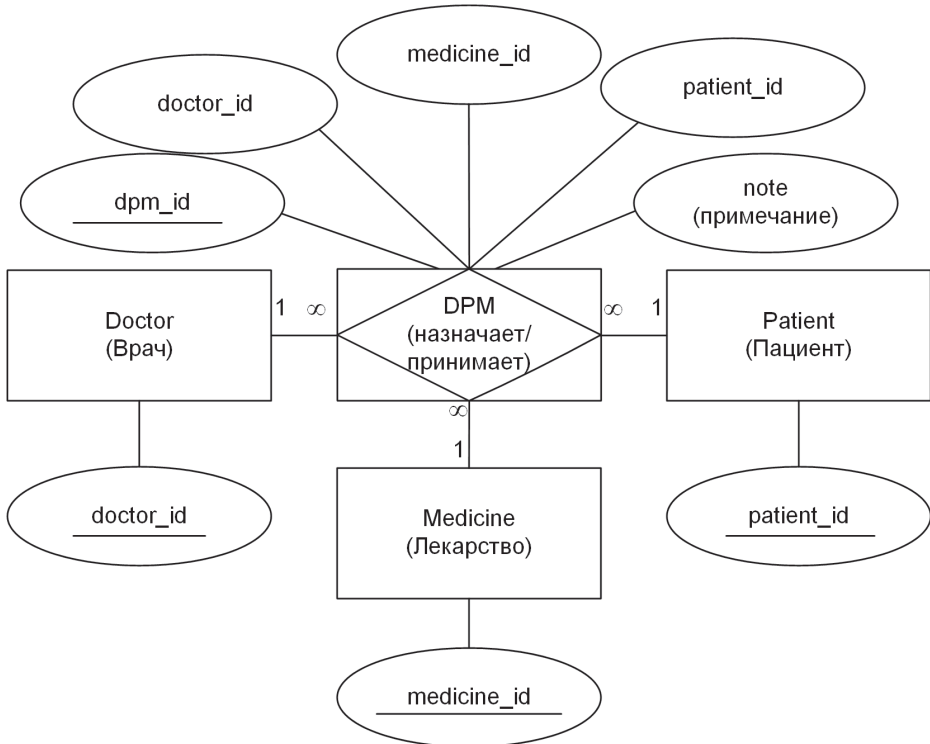 medicine_id
doctor_id
patient_id
dpm_id
note
(примечание)
Doctor
(Врач)
1
∞
DPM
(назначает/
принимает)
∞
1
Patient
(Пациент)
∞
1
doctor_id
Medicine
(Лекарство)
patient_id
medicine_id